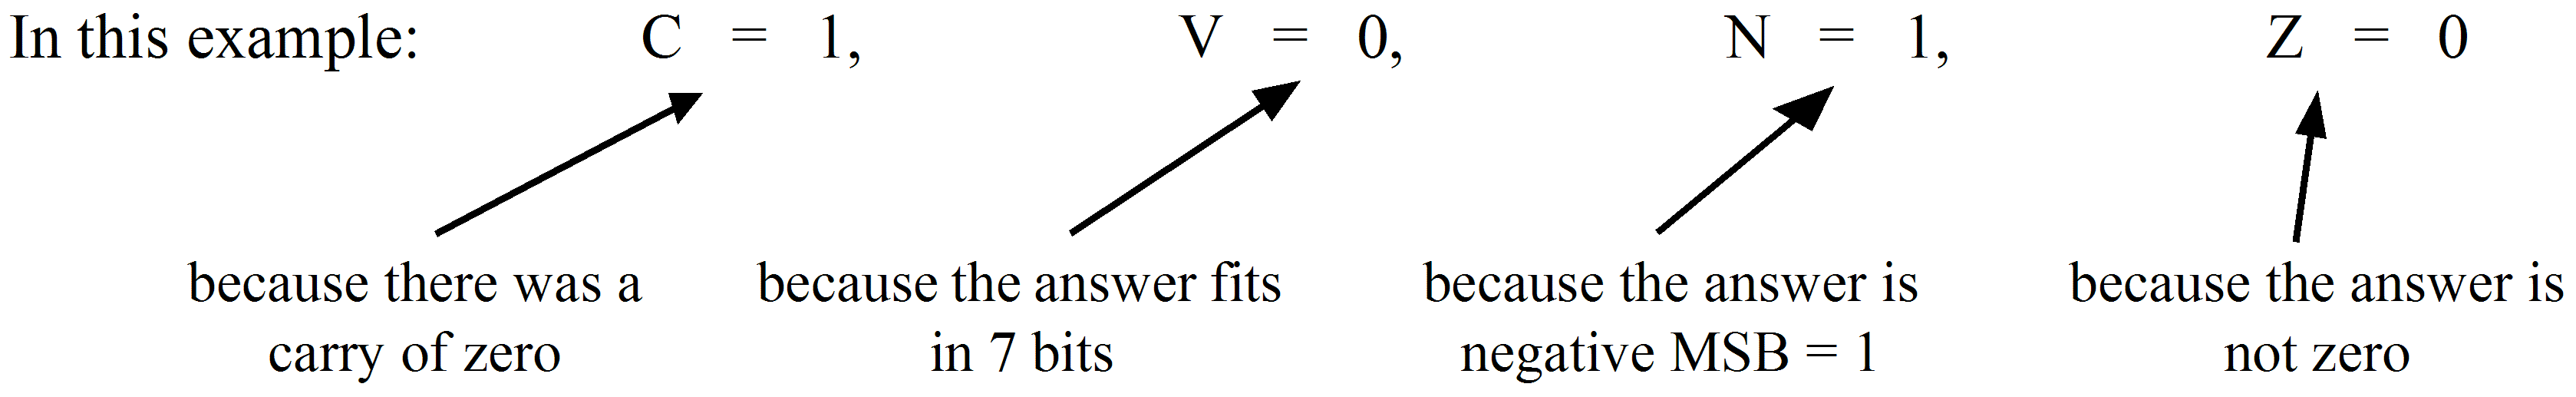 In this example: C = 1, V = 0, N = 1, Z = 0
because there was a carry of zero
because the answer fits in 7 bits
because the answer is negative MSB = 1
because the answer is not zero